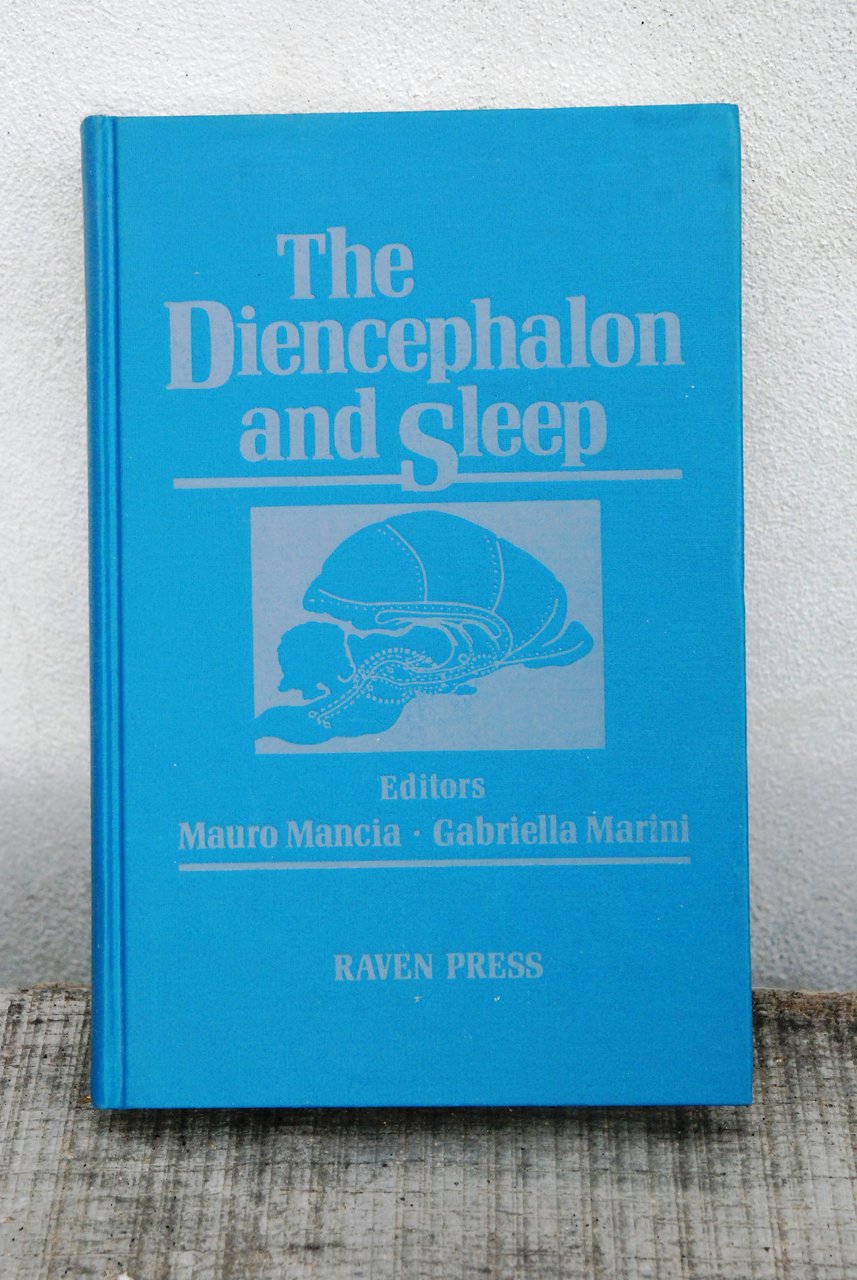 The
Diencephalon
and Sleep
Editors
Mauro Mancia · Gabriella Marini
RAVEN PRESS